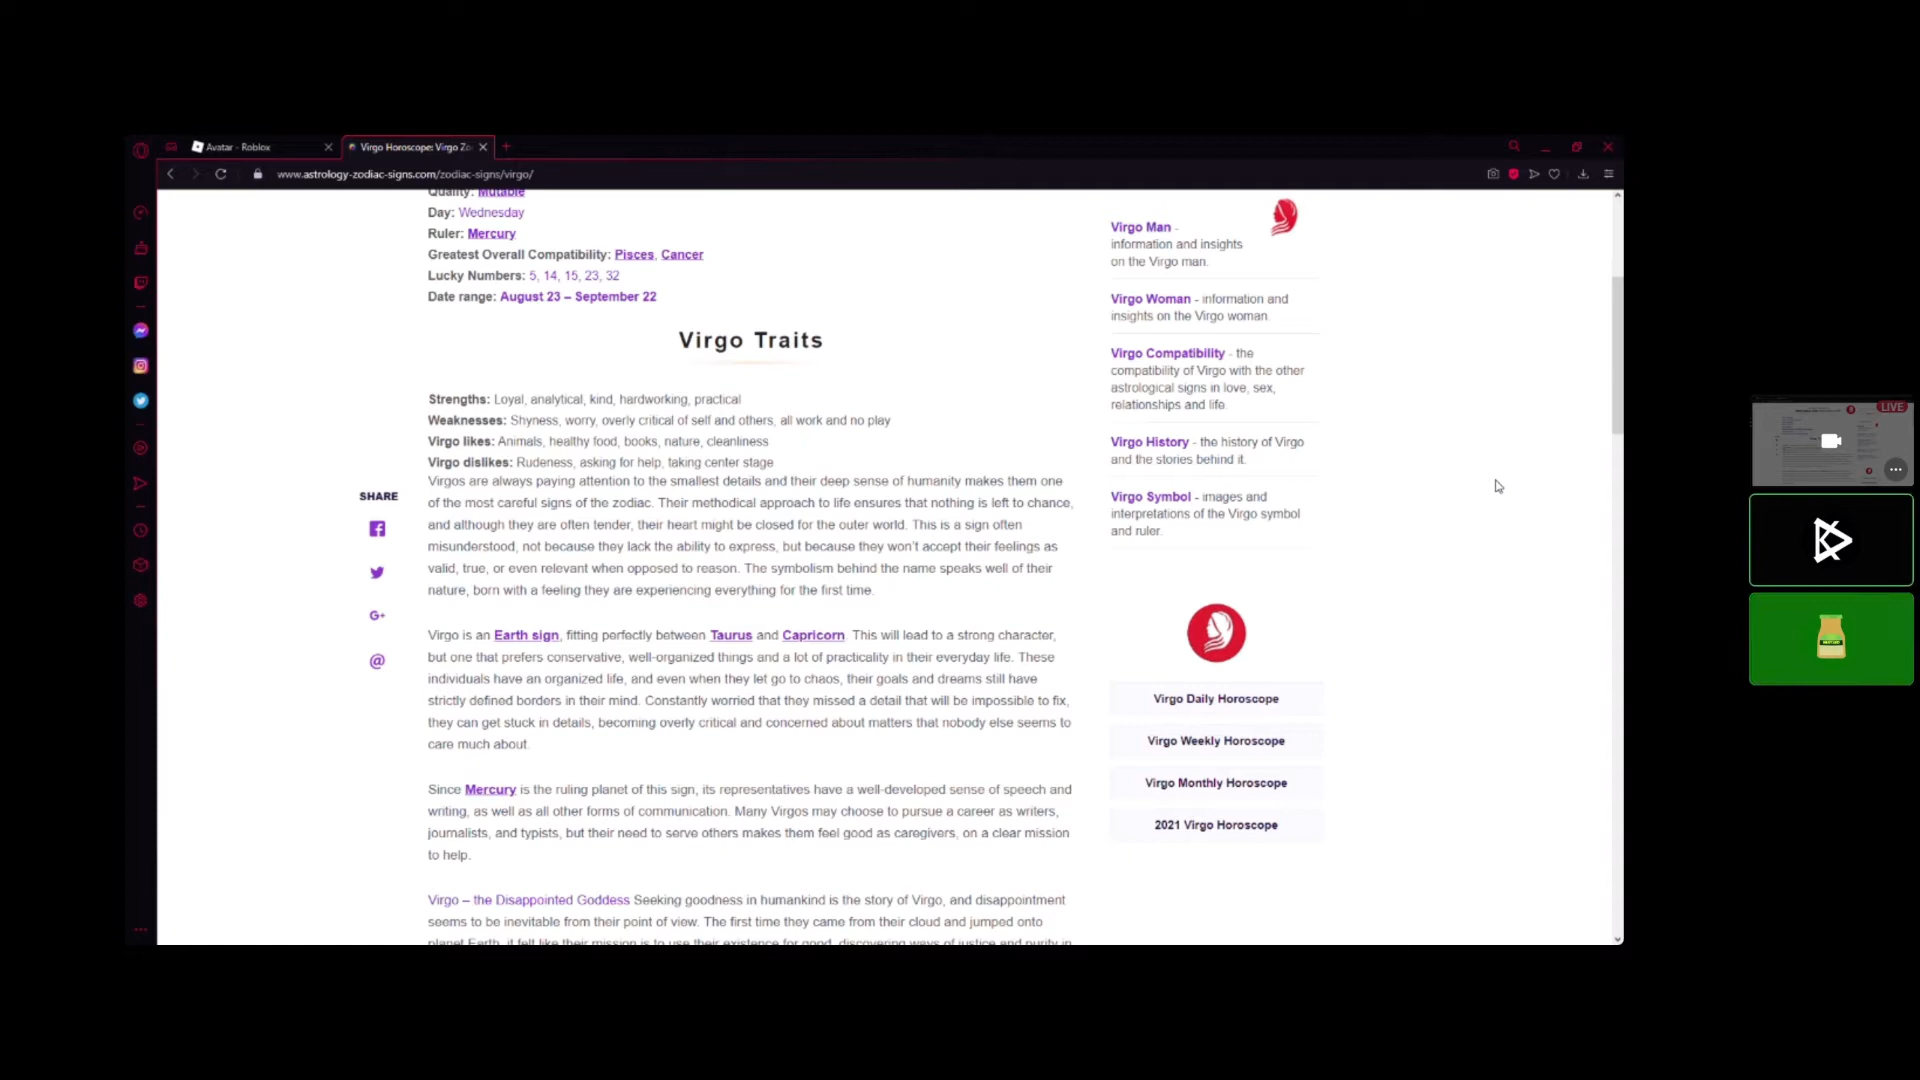 Avatar - Roblox
Virgo Horoscope: Virgo Zo
www.astrology-zodiac-signs.com/zodiac-signs/virgo/
Quality: Mutable
Day: Wednesday
Ruler: Mercury
Greatest Overall Compatibility: Pisces, Cancer
Lucky Numbers: 5, 14, 15, 23, 32
Date range: August 23 – September 22
Virgo Traits
Strengths: Loyal, analytical, kind, hardworking, practical
Weaknesses: Shyness, worry, overly critical of self and others, all work and no play
Virgo likes: Animals, healthy food, books, nature, cleanliness
Virgo dislikes: Rudeness, asking for help, taking center stage
Virgos are always paying attention to the smallest details and their deep sense of humanity makes them one
of the most careful signs of the zodiac. Their methodical approach to life ensures that nothing is left to chance,
and although they are often tender, their heart might be closed for the outer world. This is a sign often
misunderstood, not because they lack the ability to express, but because they won't accept their feelings as
valid, true, or even relevant when opposed to reason. The symbolism behind the name speaks well of their
nature, born with a feeling they are experiencing everything for the first time.
Virgo is an Earth sign, fitting perfectly between Taurus and Capricorn. This will lead to a strong character,
but one that prefers conservative, well-organized things and a lot of practicality in their everyday life. These
individuals have an organized life, and even when they let go to chaos, their goals and dreams still have
strictly defined borders in their mind. Constantly worried that they missed a detail that will be impossible to fix,
they can get stuck in details, becoming overly critical and concerned about matters that nobody else seems to
care much about.
Since Mercury is the ruling planet of this sign, its representatives have a well-developed sense of speech and
writing, as well as all other forms of communication. Many Virgos may choose to pursue a career as writers,
journalists, and typists, but their need to serve others makes them feel good as caregivers, on a clear mission
to help.
Virgo – the Disappointed Goddess Seeking goodness in humankind is the story of Virgo, and disappointment
seems to be inevitable from their point of view. The first time they came from their cloud and jumped onto
planet Earth, it felt like their mission is to use their existence for good, discovering ways of justice and purity in
SHARE
G+
@
Virgo Man -
information and insights
on the Virgo man.
Virgo Woman - information and
insights on the Virgo woman.
Virgo Compatibility - the
compatibility of Virgo with the other
astrological signs in love, sex,
relationships and life.
Virgo History - the history of Virgo
and the stories behind it.
Virgo Symbol - images and
interpretations of the Virgo symbol
and ruler.
Virgo Daily Horoscope
Virgo Weekly Horoscope
Virgo Monthly Horoscope
2021 Virgo Horoscope
LIVE